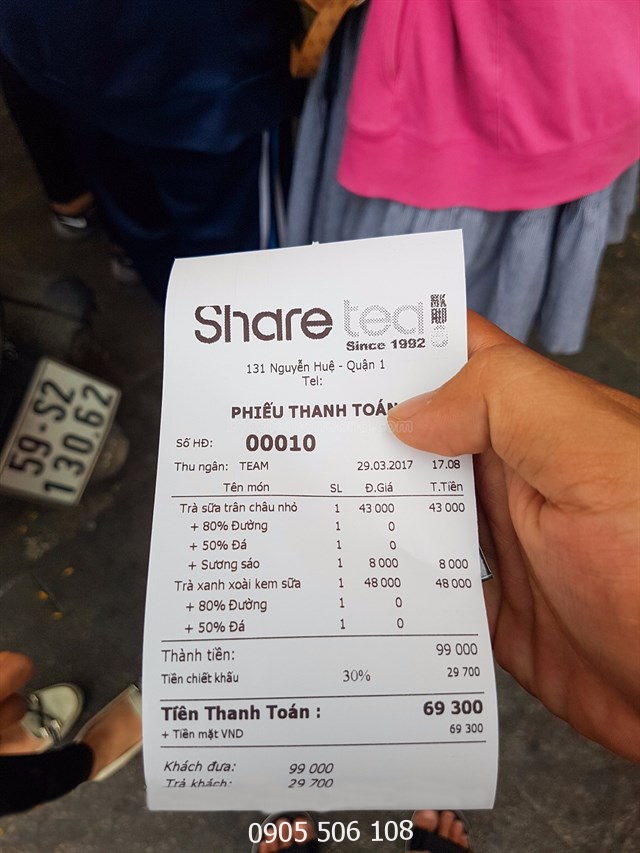 Share tea
Since 1992
131 Nguyễn Huệ - Quận 1
Tel:
PHIẾU THANH TOÁN
Số HĐ: 00010
Thu ngân: TEAM 29.03.2017 17.08
Tên món SL Đ.Giá T.Tiền
Trà sữa trân châu nhỏ 1 43 000 43 000
+ 80% Đường 1 0
+ 50% Đá 1 0
+ Sương sáo 1 8 000 8 000
Trà xanh xoài kem sữa 1 48 000 48 000
+ 80% Đường 1 0
+ 50% Đá 1 0
Thành tiền: 99 000
Tiền chiết khấu 30% 29 700
Tiền Thanh Toán : 69 300
+ Tiền mặt VND 69 300
Khách đưa: 99 000
Trả khách: 29 700
59-S2
130.62
0905 506 108